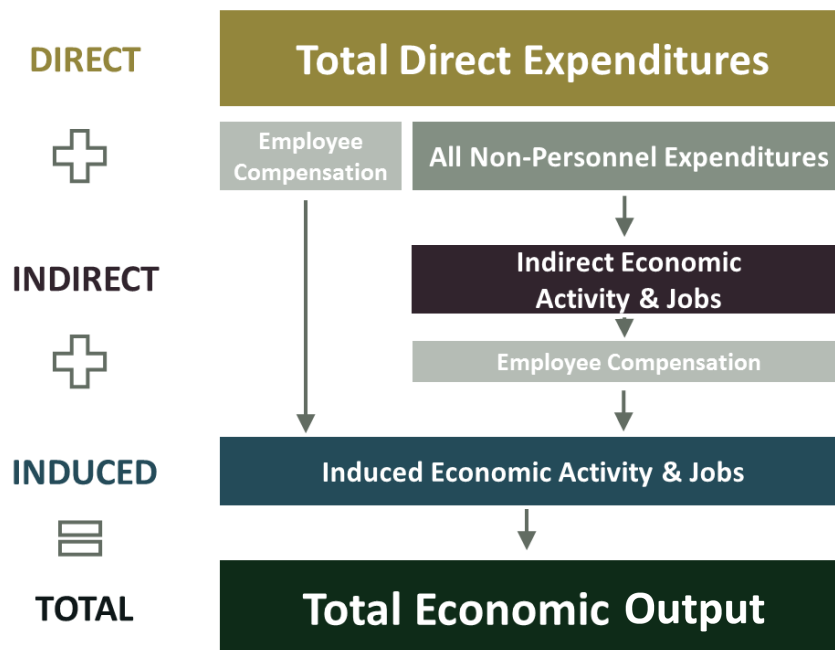 DIRECT
Total Direct Expenditures
Employee
Compensation
All Non-Personnel Expenditures
INDIRECT
Indirect Economic
Activity & Jobs
Employee Compensation
INDUCED
Induced Economic Activity & Jobs
TOTAL
Total Economic Output